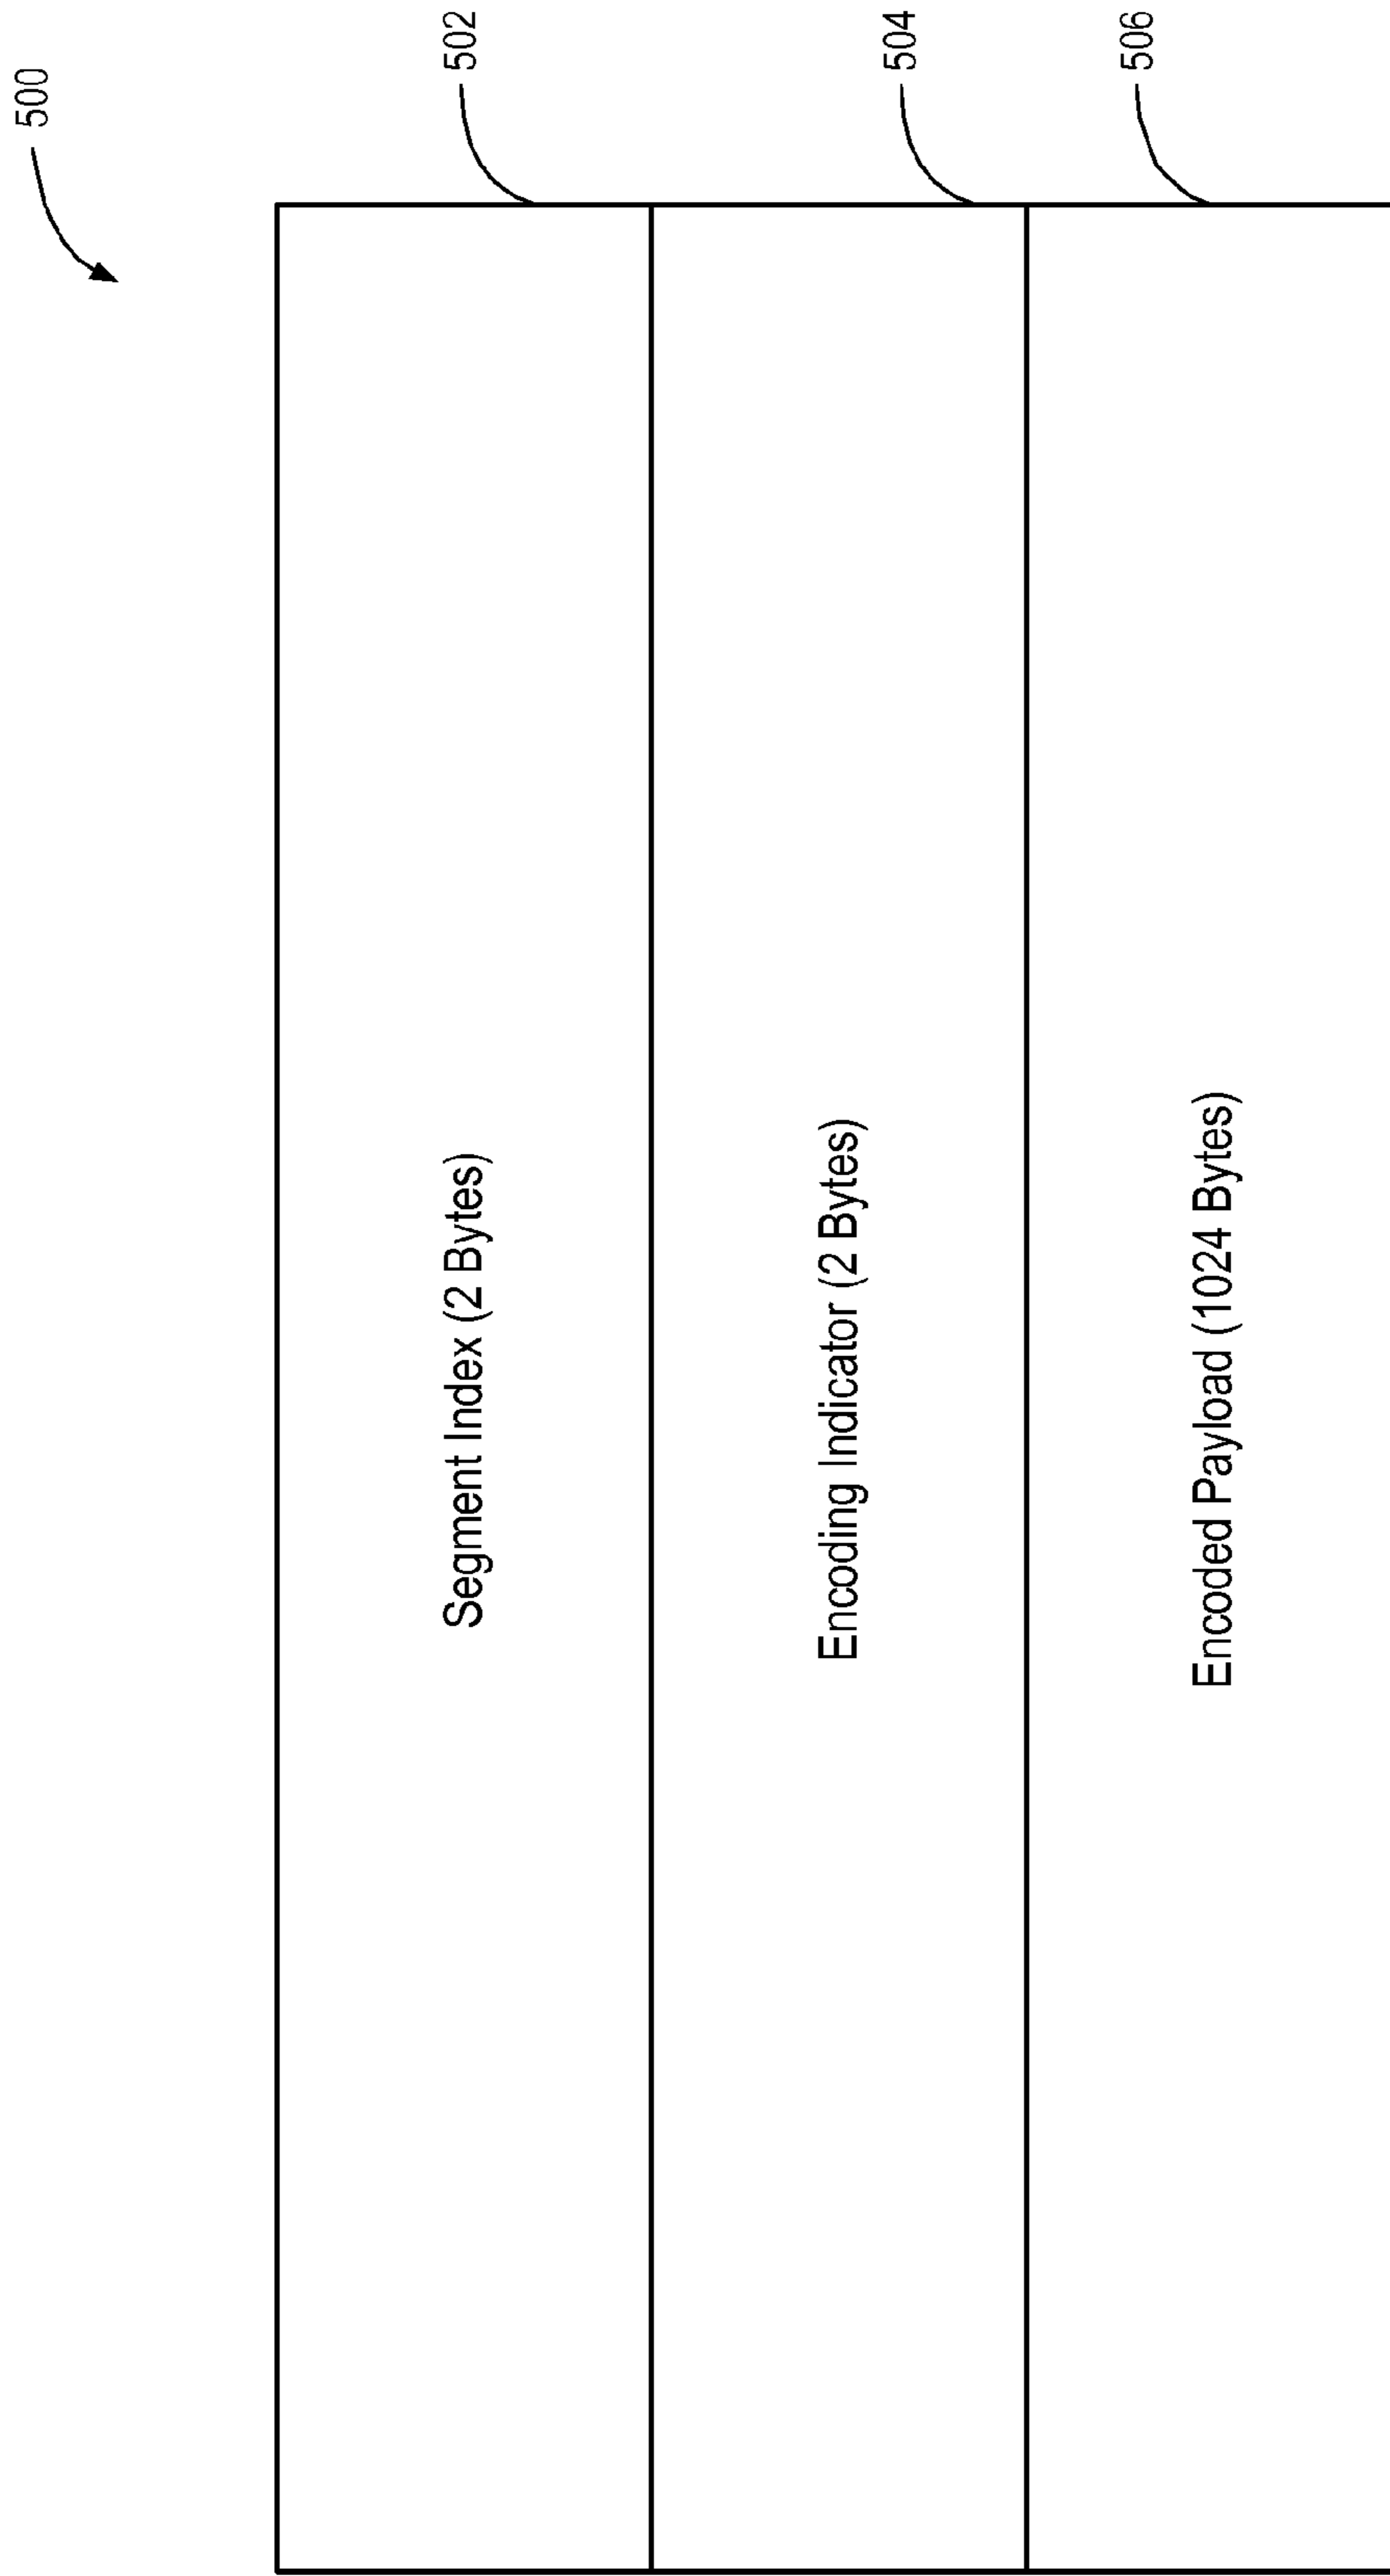 500
Segment Index (2 Bytes)
502
Encoding Indicator (2 Bytes)
504
Encoded Payload (1024 Bytes)
506